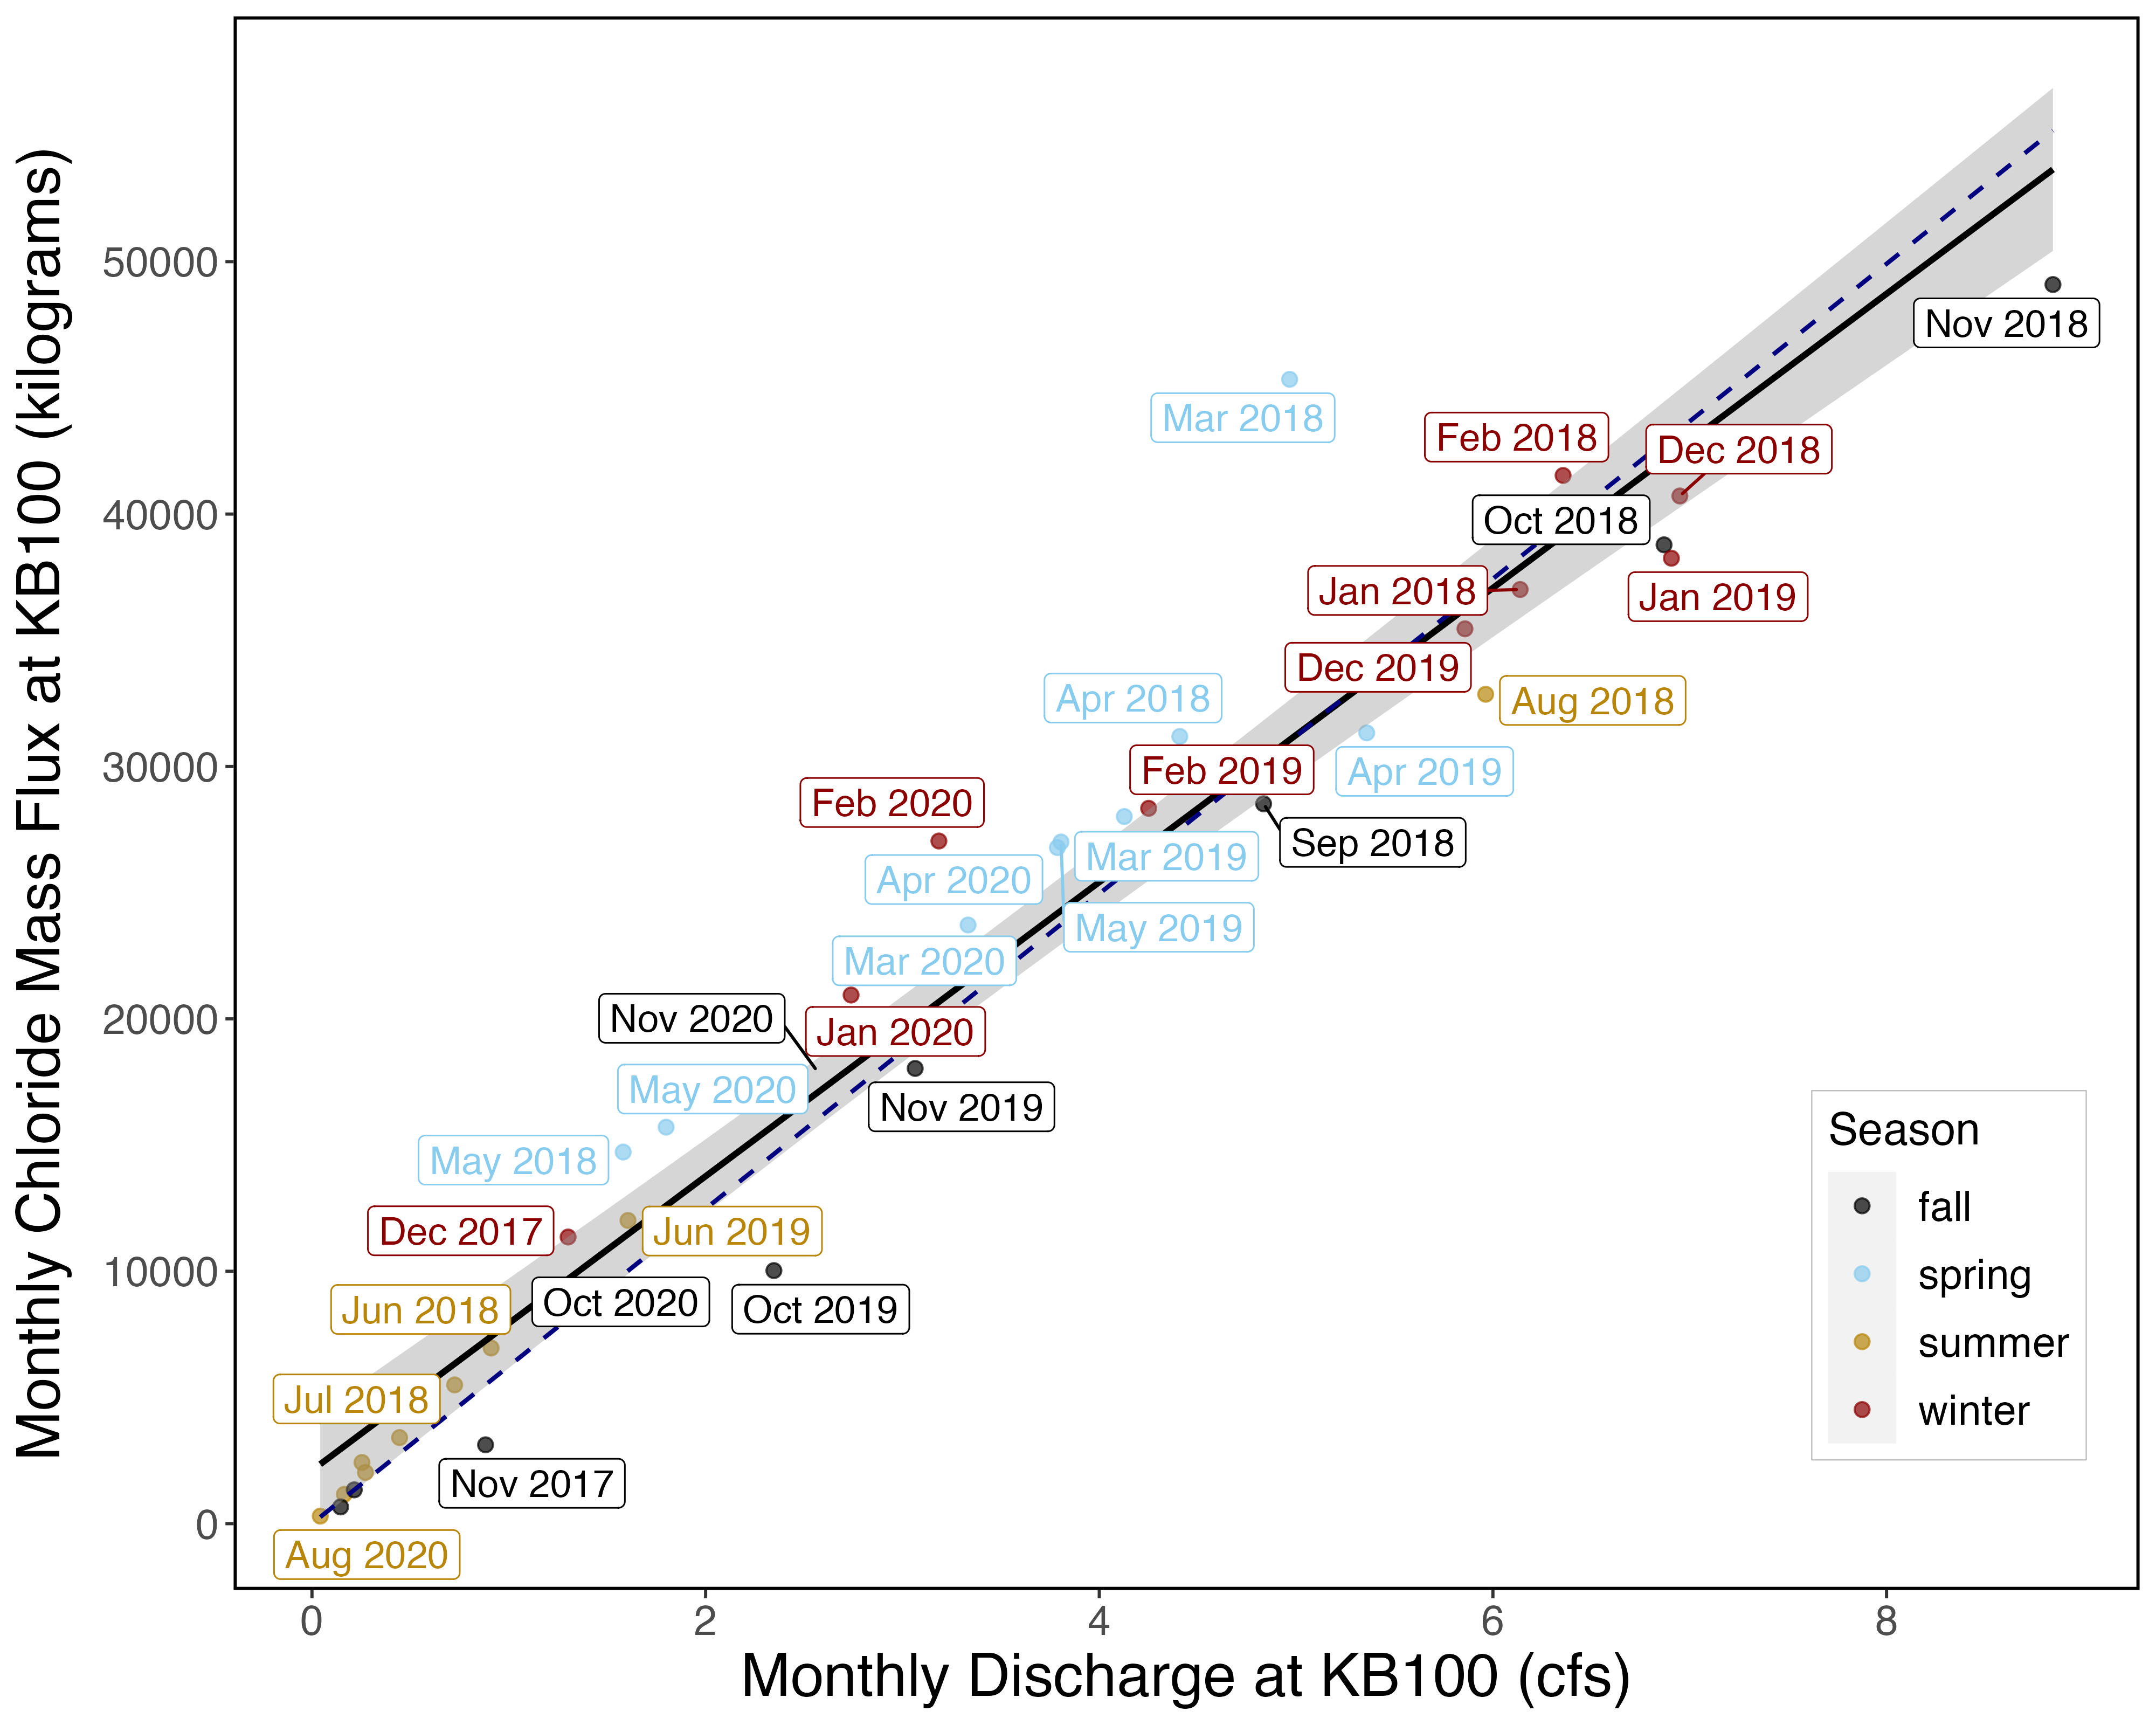 Monthly Chloride Mass Flux at KB100 (kilograms)
50000
40000
30000
20000
10000
0
Nov 2018
Mar 2018
Feb 2018
Dec 2018
Oct 2018
Jan 2018
Jan 2019
Dec 2019
Apr 2018
Aug 2018
Feb 2019
Apr 2019
Feb 2020
Sep 2018
Mar 2019
Apr 2020
May 2019
Mar 2020
Nov 2020
Jan 2020
May 2020
Nov 2019
May 2018
Dec 2017
Jun 2019
Oct 2020
Oct 2019
Jun 2018
Jul 2018
Nov 2017
Aug 2020
Season
fall
spring
summer
winter
0
2
4
6
8
Monthly Discharge at KB100 (cfs)